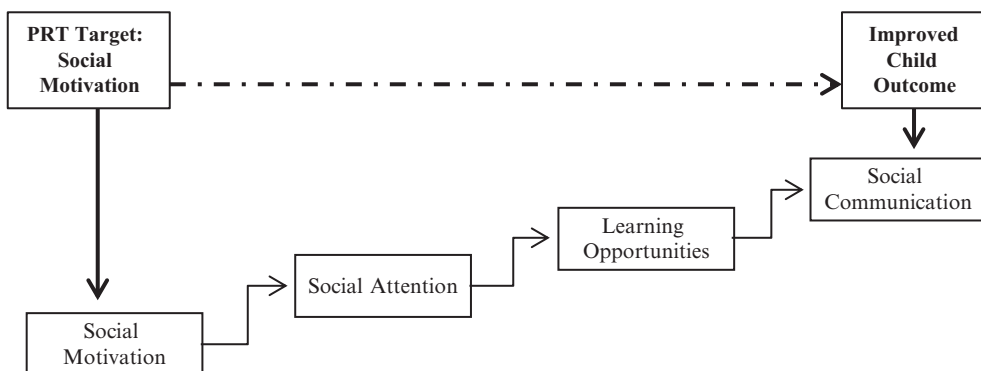 PRT Target:
Social
Motivation
Improved
Child
Outcome
Social
Communication
Learning
Opportunities
Social Attention
Social
Motivation